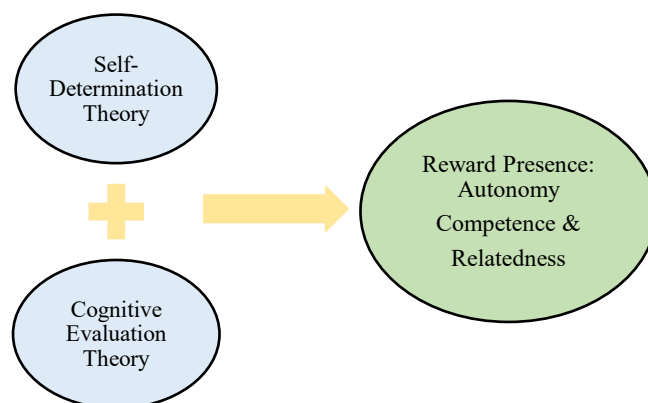 Self-
Determination
Theory
Cognitive
Evaluation
Theory
Reward Presence:
Autonomy
Competence &
Relatedness